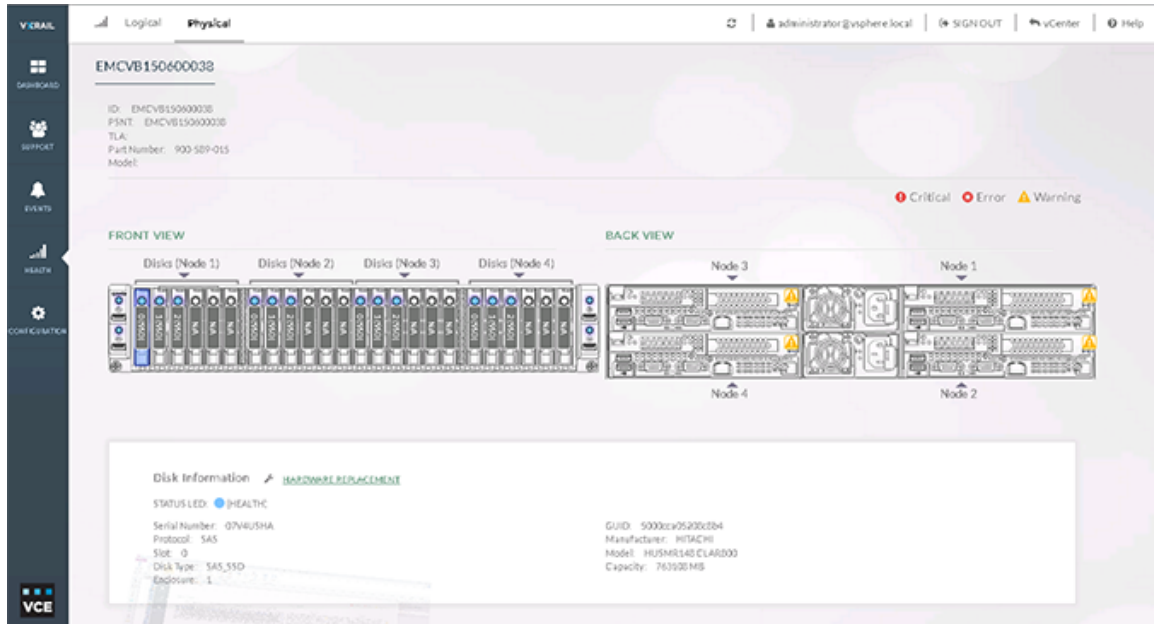 VXRAIL
Logical Physical
administrator@vsphere.local SIGN OUT vCenter Help
DASHBOARD
SUPPORT
EVENTS
HEALTH
CONFIGURATION
VCE
EMCVB150600038
ID: EMCVB150600038
PSNT: EMCVB150600038
TLA:
Part Number: 900-589-015
Model:
Critical Error Warning
FRONT VIEW
Disks (Node 1) Disks (Node 2) Disks (Node 3) Disks (Node 4)
N/A N/A N/A N/A N/A N/A
BACK VIEW
Node 3 Node 1
Node 4 Node 2
Disk Information HARDWARE REPLACEMENT
STATUS LED: (HEALTHC
Serial Number: 07V4U5HA
Protocol: SAS
Slot: 0
Disk Type: SAS_SSD
Enclosure: 1
GUID: 5000cca05208c8b4
Manufacturer: HITACHI
Model: HUSMR148 CLAR800
Capacity: 763108 MB